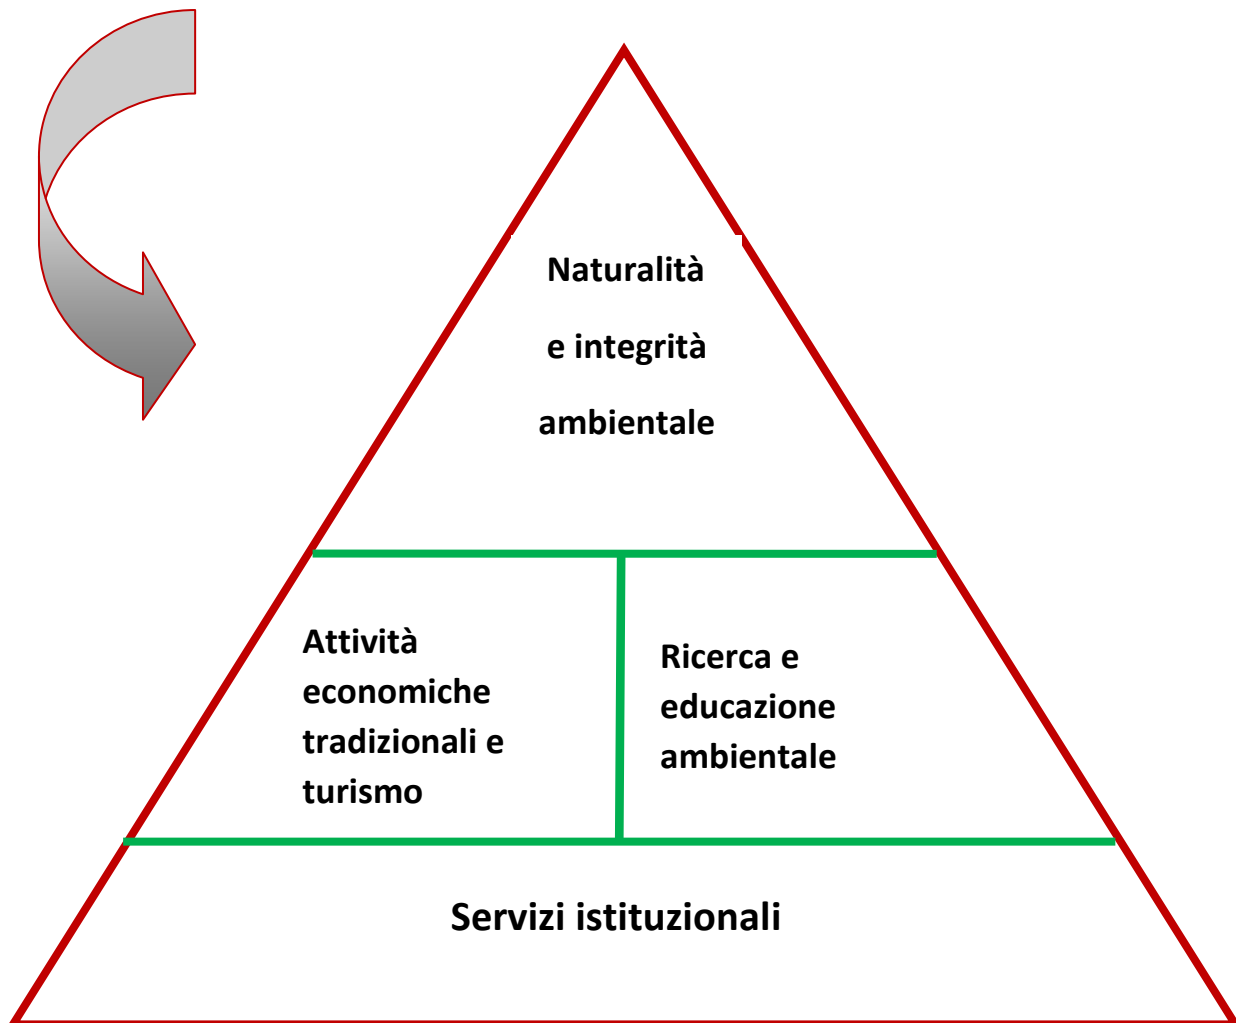 Naturalità
e integrità
ambientale
Attività
economiche
tradizionali e
turismo
Ricerca e
educazione
ambientale
Servizi istituzionali